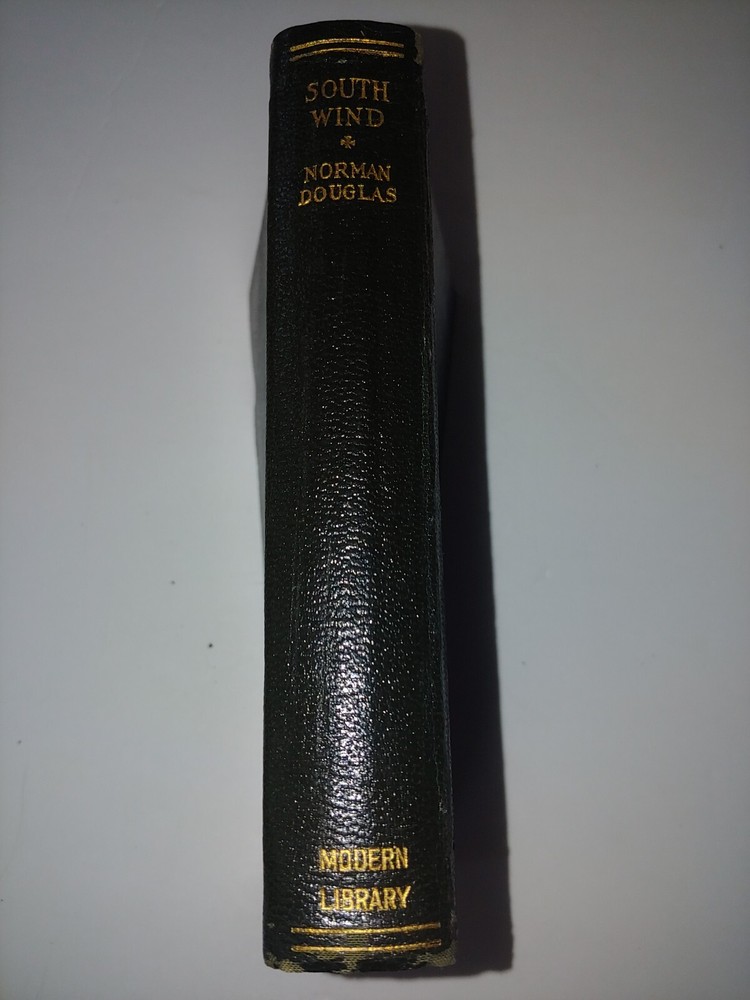 SOUTH
WIND
NORMAN
DOUGLAS
MODERN
LIBRARY